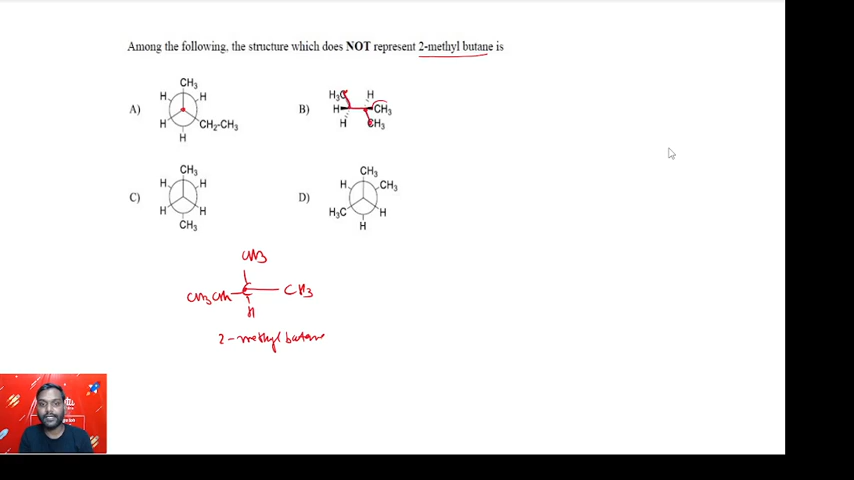 Among the following, the structure which does NOT represent 2-methyl butane is
A)
CH3
H H
H CH2-CH3
H
B)
H3C H
H CH3
H CH3
C)
CH3
H H
H H
CH3
D)
CH3
H CH3
H3C H
H
CH3
CH3CH C CH3
H
2-methyl butane